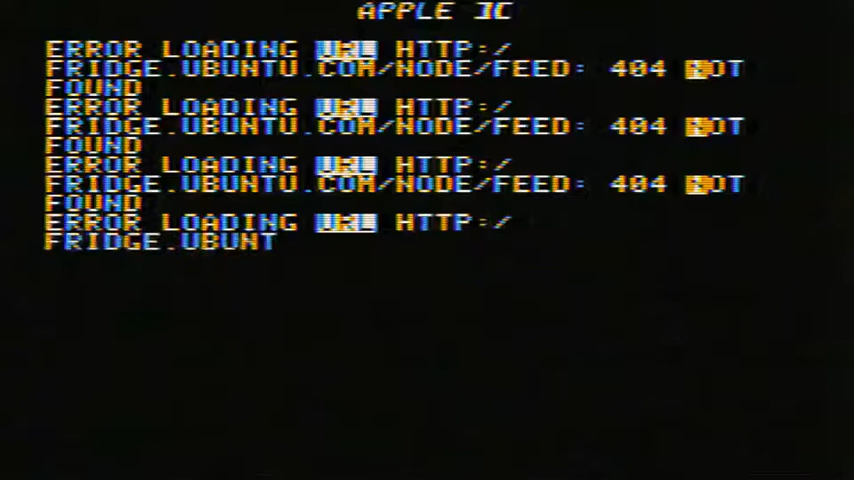 APPLE ][
ERROR LOADING URL HTTP:/
FRIDGE.UBUNTU.COM/NODE/FEED: 404 NOT
FOUND
ERROR LOADING URL HTTP:/
FRIDGE.UBUNTU.COM/NODE/FEED: 404 NOT
FOUND
ERROR LOADING URL HTTP:/
FRIDGE.UBUNTU.COM/NODE/FEED: 404 NOT
FOUND
ERROR LOADING URL HTTP:/
FRIDGE.UBUNT